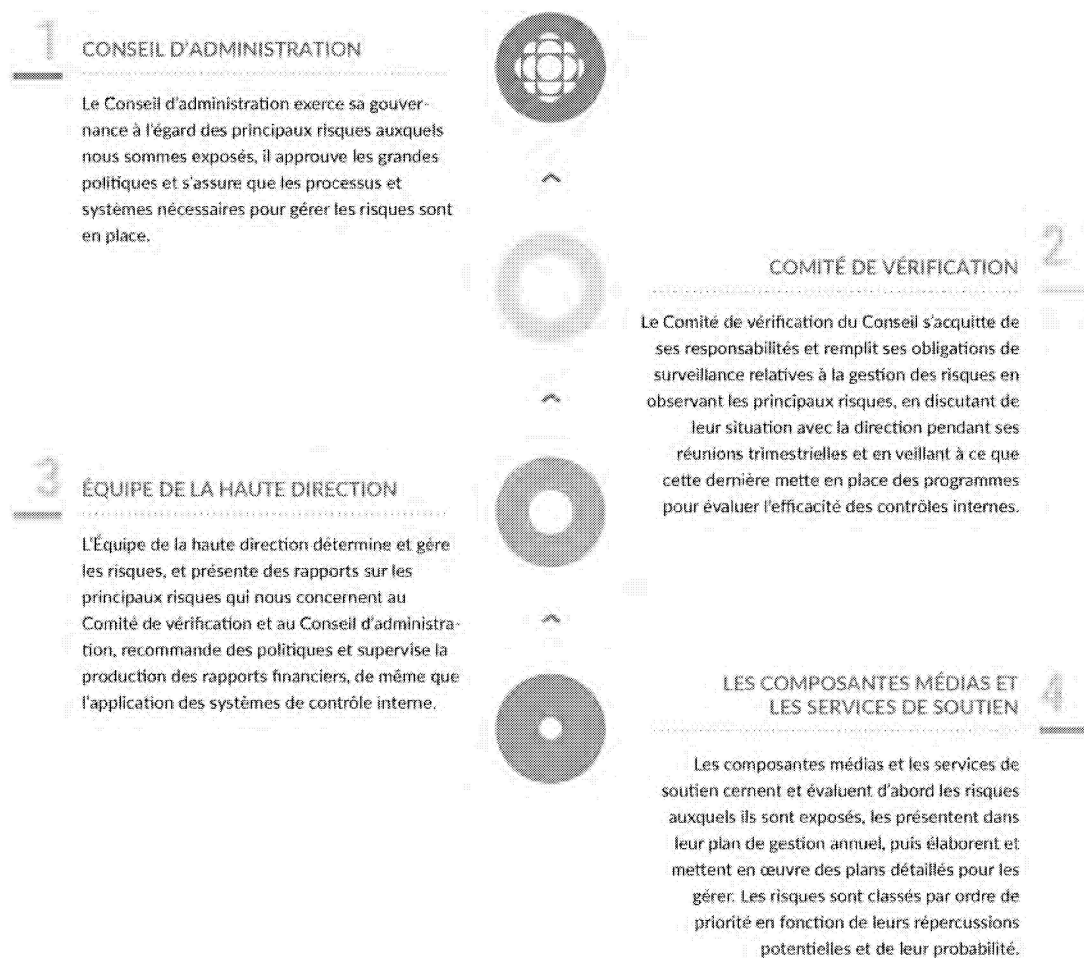 1
CONSEIL D'ADMINISTRATION
Le Conseil d'administration exerce sa gouver-
nance à l'égard des principaux risques auxquels
nous sommes exposés, il approuve les grandes
politiques et s'assure que les processus et
systèmes nécessaires pour gérer les risques sont
en place.
2
COMITÉ DE VÉRIFICATION
Le Comité de vérification du Conseil s'acquitte de
ses responsabilités et remplit ses obligations de
surveillance relatives à la gestion des risques en
observant les principaux risques, en discutant de
leur situation avec la direction pendant ses
réunions trimestrielles et en veillant à ce que
cette dernière mette en place des programmes
pour évaluer l'efficacité des contrôles internes.
3
ÉQUIPE DE LA HAUTE DIRECTION
L'Équipe de la haute direction détermine et gère
les risques, et présente des rapports sur les
principaux risques qui nous concernent au
Comité de vérification et au Conseil d'administra-
tion, recommande des politiques et supervise la
production des rapports financiers, de même que
l'application des systèmes de contrôle interne.
4
LES COMPOSANTES MÉDIAS ET
LES SERVICES DE SOUTIEN
Les composantes médias et les services de
soutien cernent et évaluent d'abord les risques
auxquels ils sont exposés, les présentent dans
leur plan de gestion annuel, puis élaborent et
mettent en œuvre des plans détaillés pour les
gérer. Les risques sont classés par ordre de
priorité en fonction de leurs répercussions
potentielles et de leur probabilité.